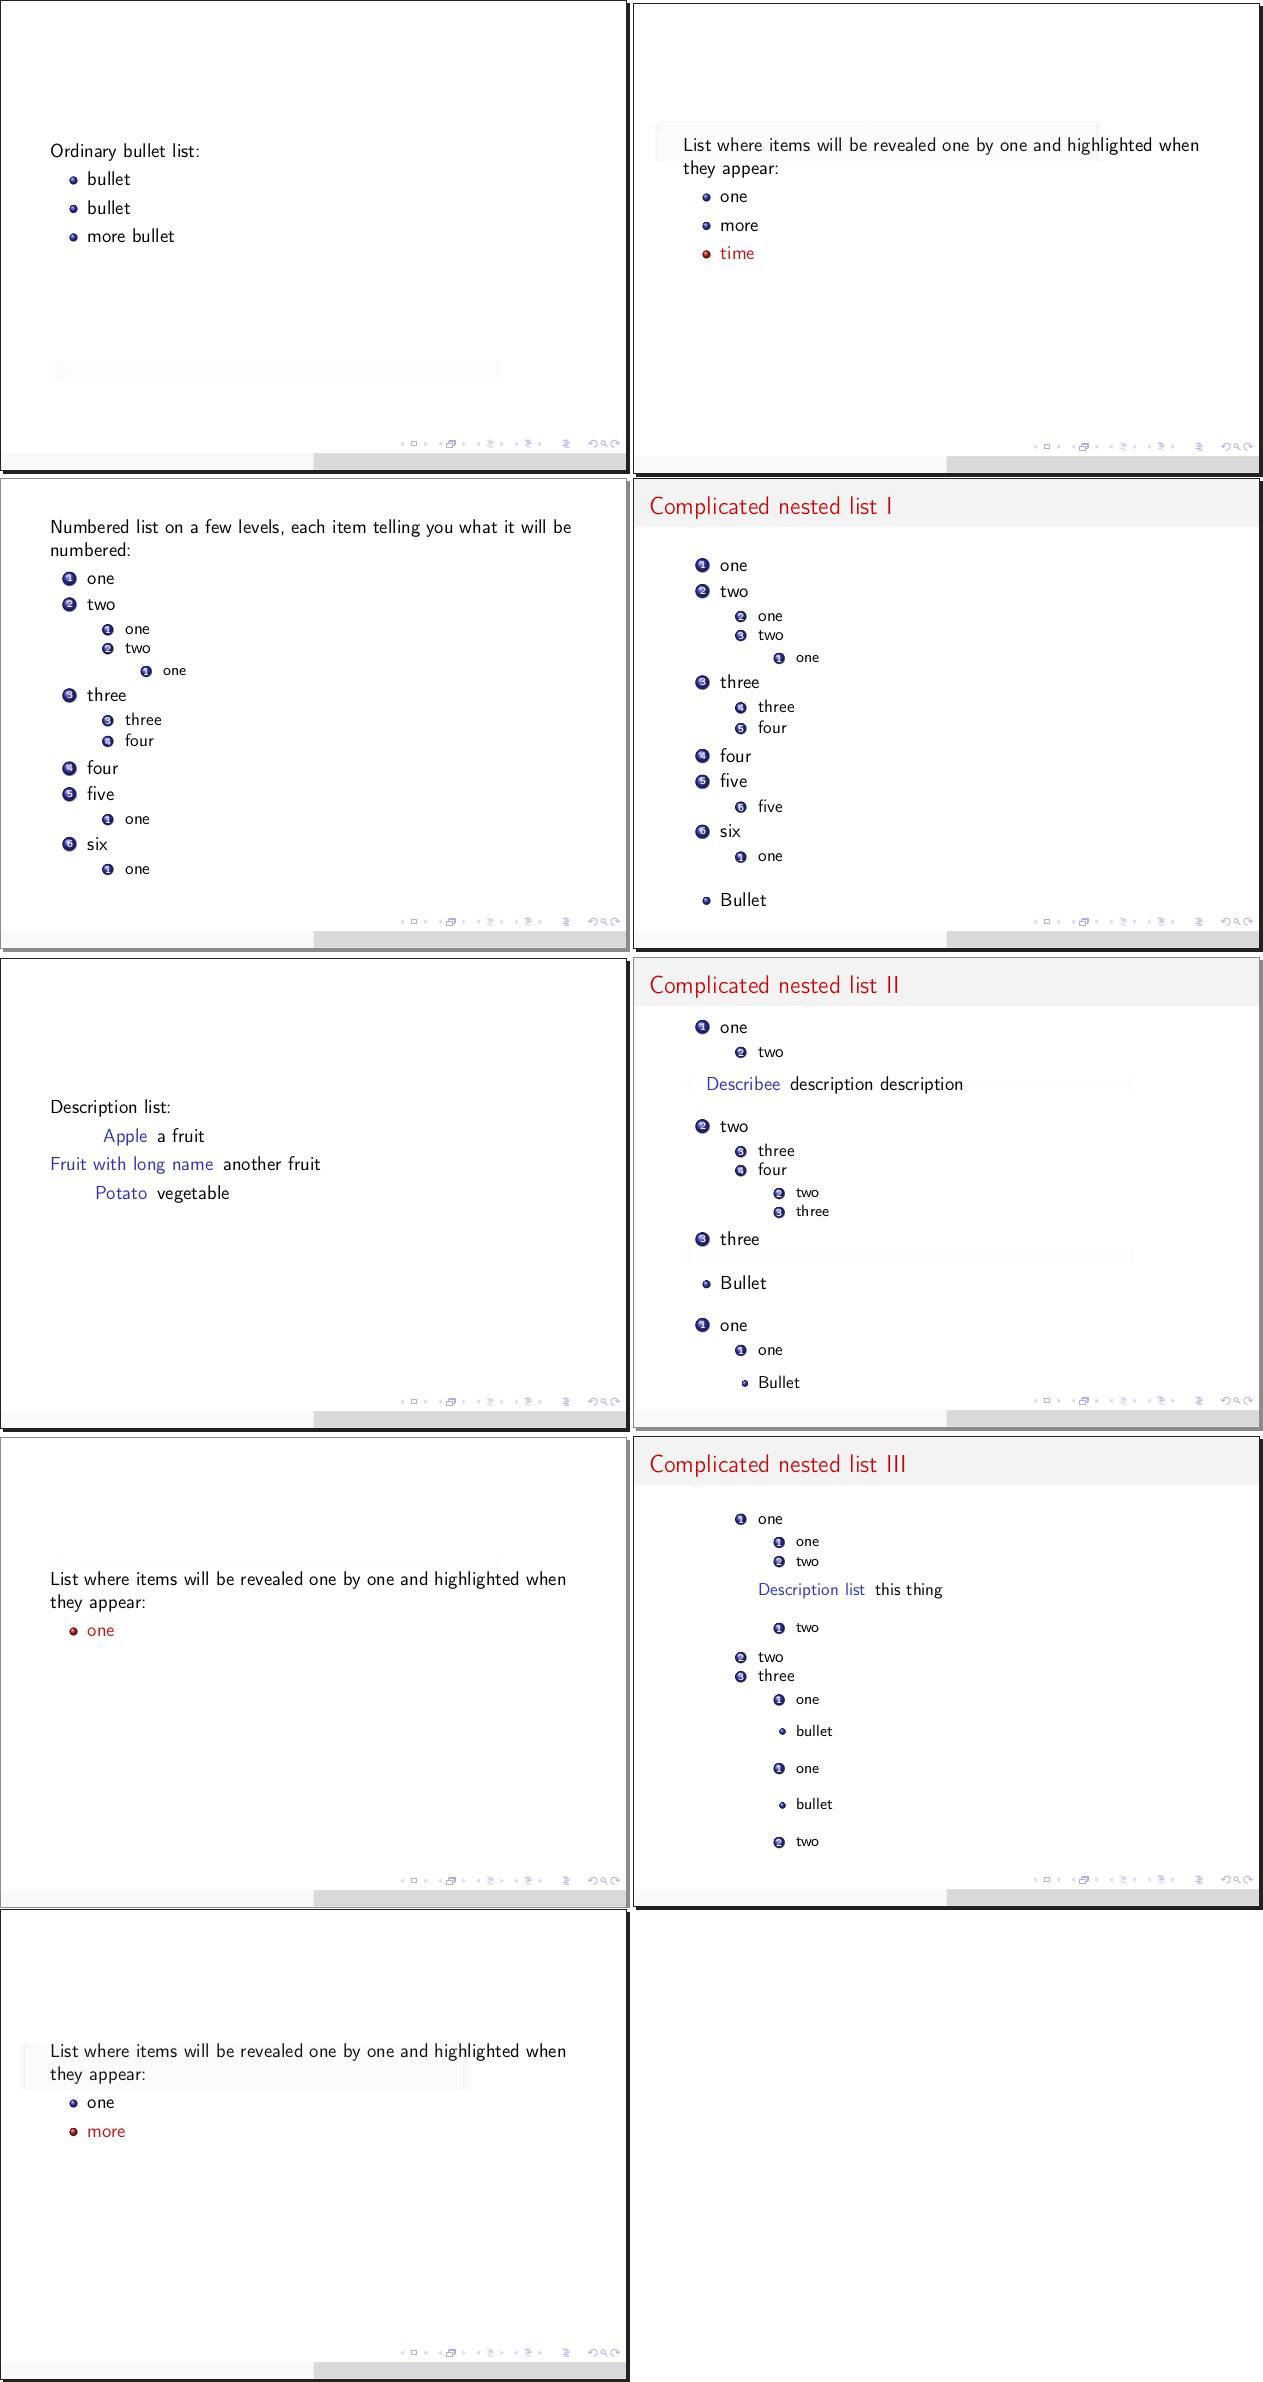 Ordinary bullet list:
bullet
bullet
more bullet
List where items will be revealed one by one and highlighted when
they appear:
one
more
time
Numbered list on a few levels, each item telling you what it will be
numbered:
1 one
2 two
1 one
2 two
1 one
3 three
3 three
4 four
4 four
5 five
1 one
6 six
1 one
Complicated nested list I
1 one
2 two
2 one
3 two
1 one
3 three
4 three
5 four
4 four
5 five
6 five
6 six
1 one
Bullet
Description list:
Apple a fruit
Fruit with long name another fruit
Potato vegetable
Complicated nested list II
1 one
2 two
Describee description description
2 two
3 three
4 four
2 two
3 three
3 three
Bullet
1 one
1 one
Bullet
List where items will be revealed one by one and highlighted when
they appear:
one
Complicated nested list III
1 one
1 one
2 two
Description list this thing
1 two
2 two
3 three
1 one
bullet
1 one
bullet
2 two
List where items will be revealed one by one and highlighted when
they appear:
one
more